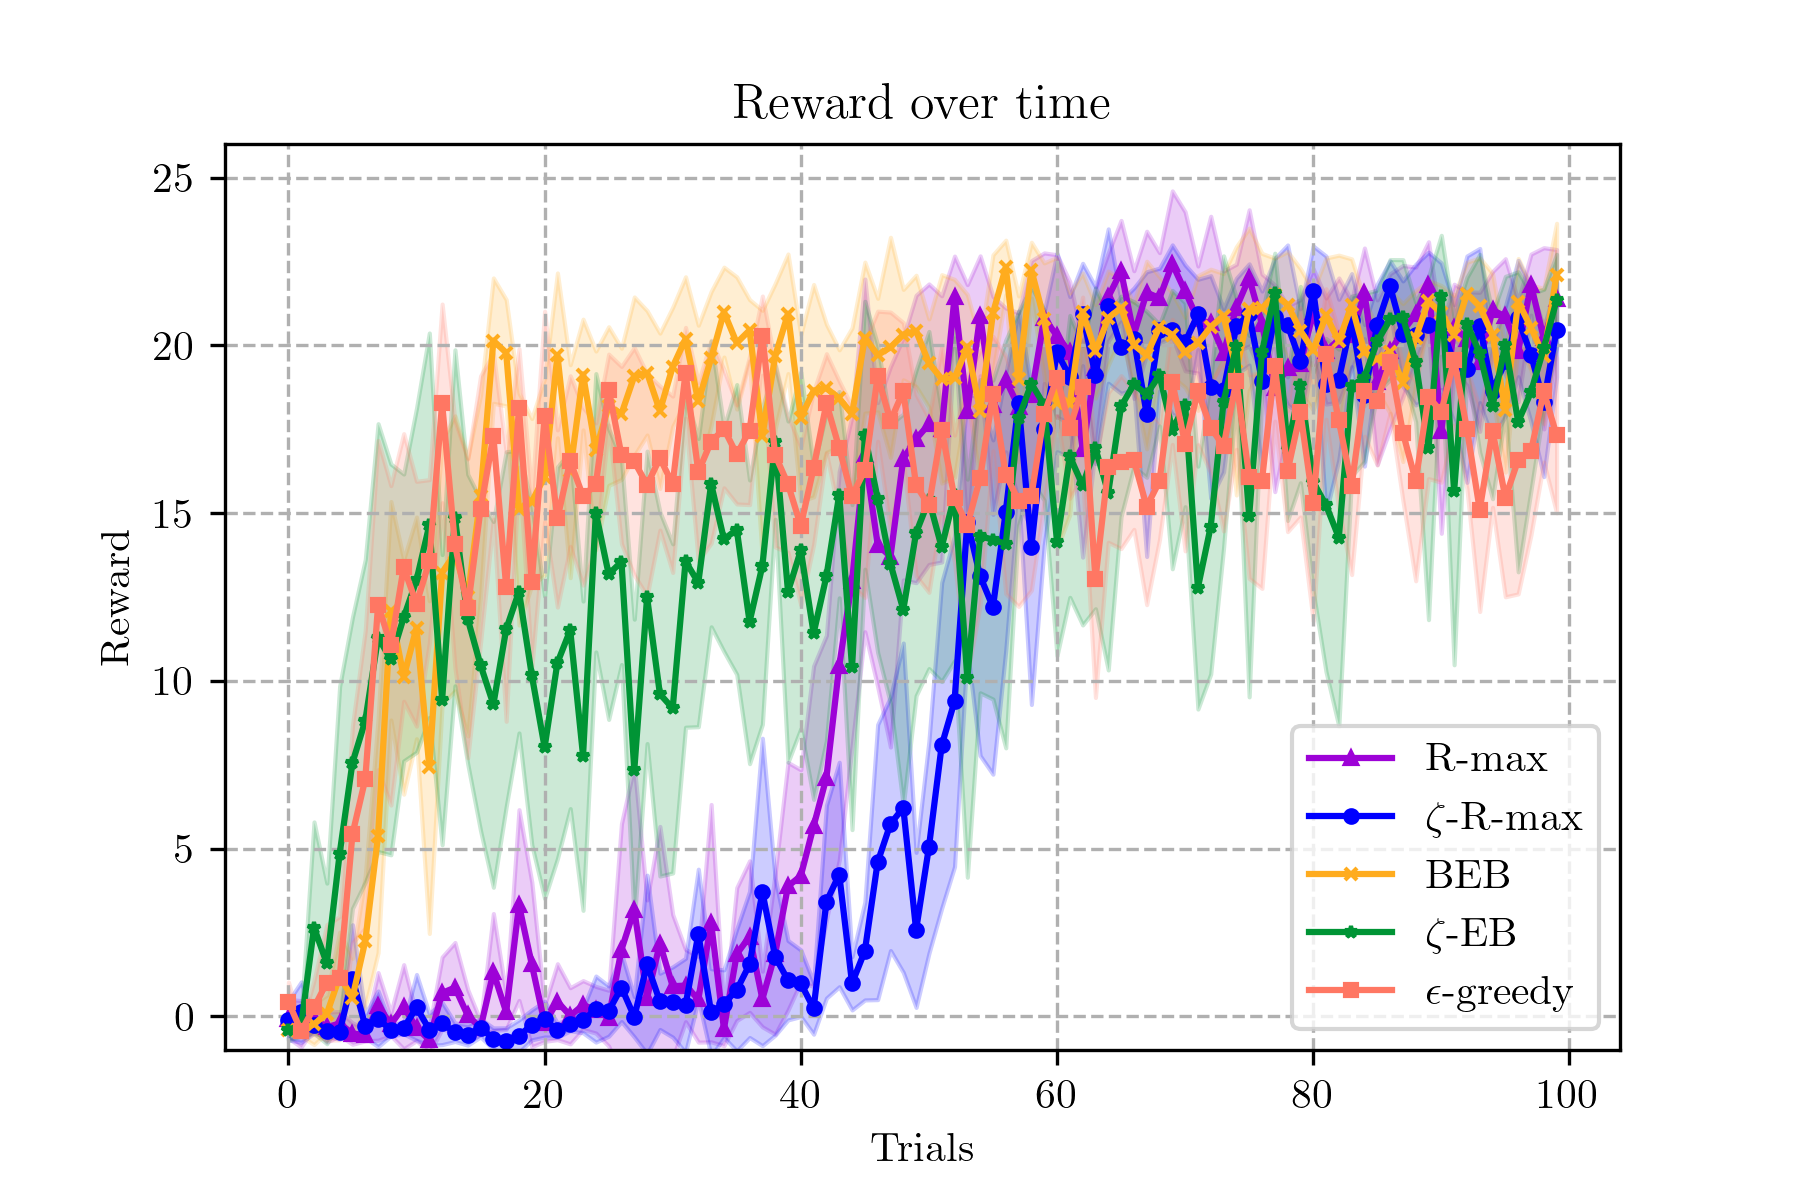 Reward over time
25
20
15
10
5
0
Reward
0 20 40 60 80 100
Trials
R-max
ζ-R-max
BEB
ζ-EB
ϵ-greedy